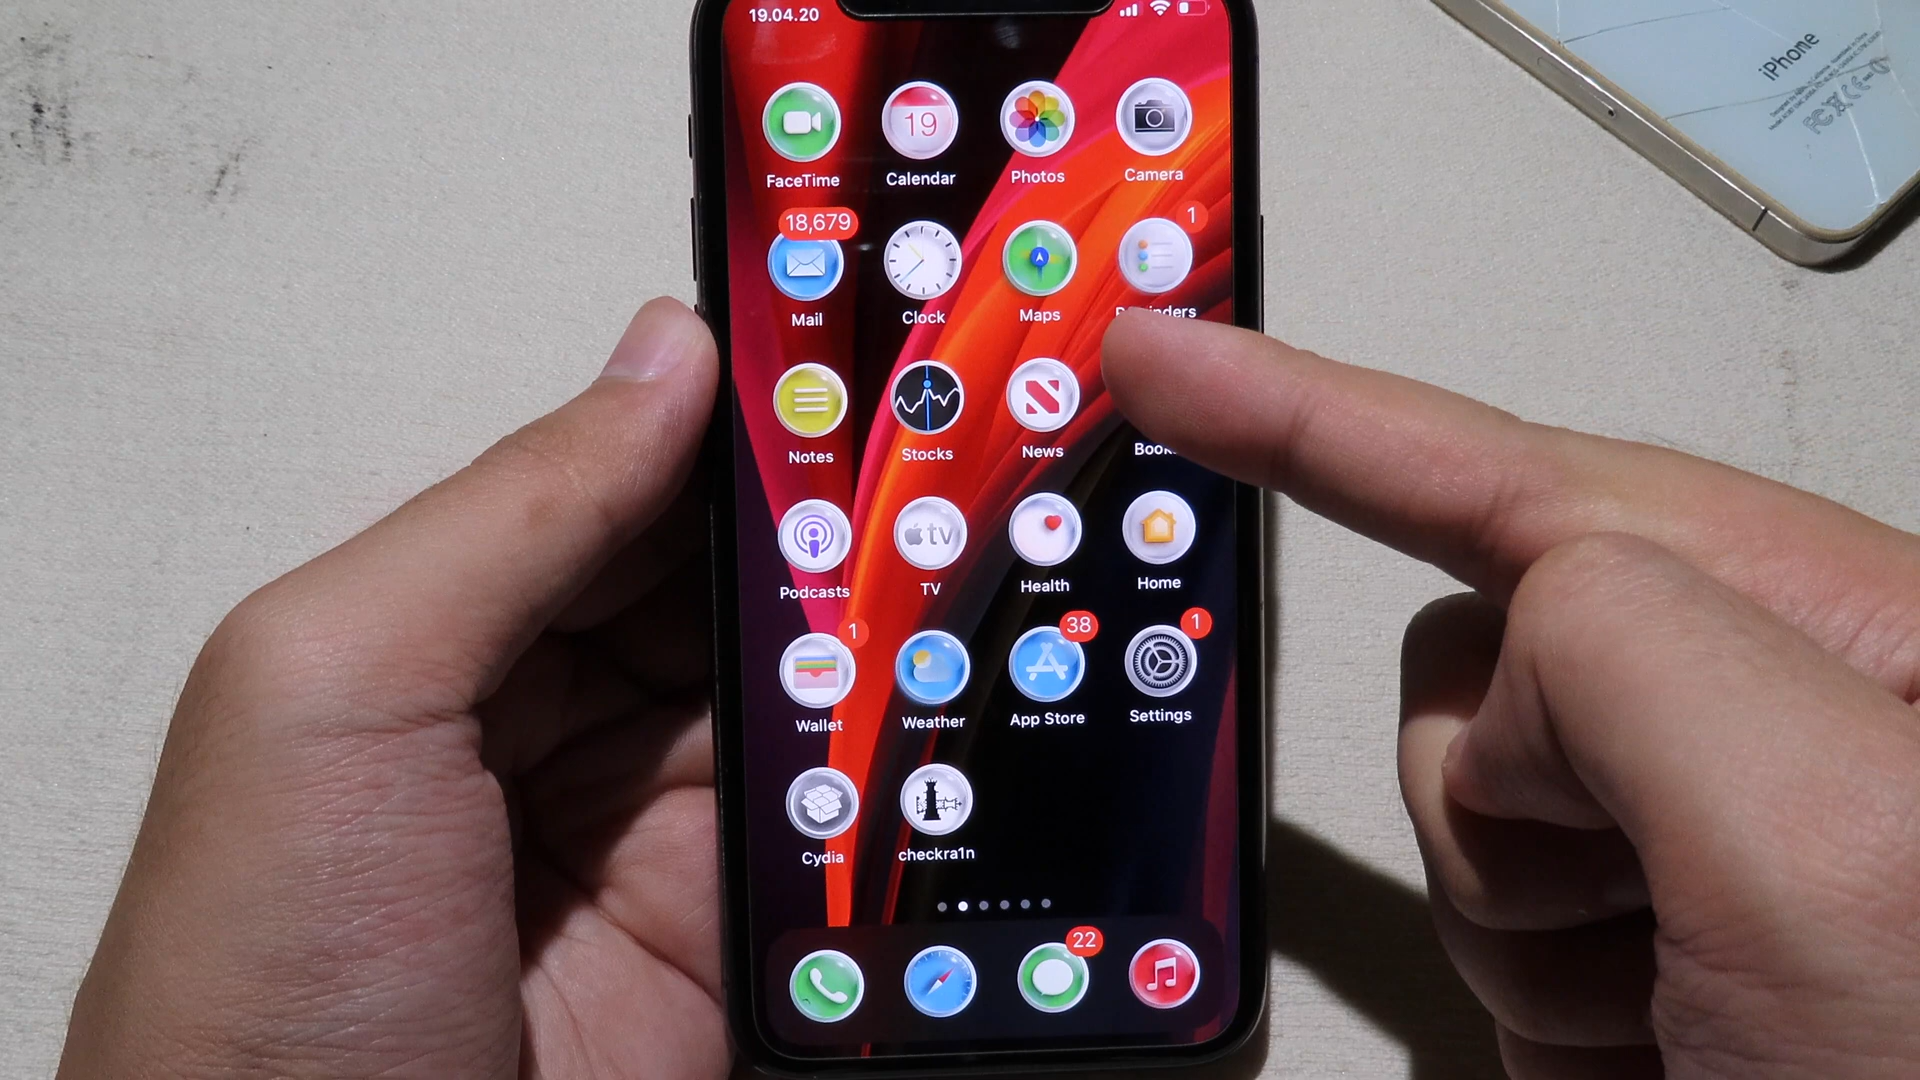 19.04.20
iPhone
19
FaceTime Calendar Photos Camera
18,679
1
Mail Clock Maps
Notes Stocks News
tv
Podcasts TV Health Home
1
38
1
Wallet Weather App Store Settings
Cydia checkra1n
22